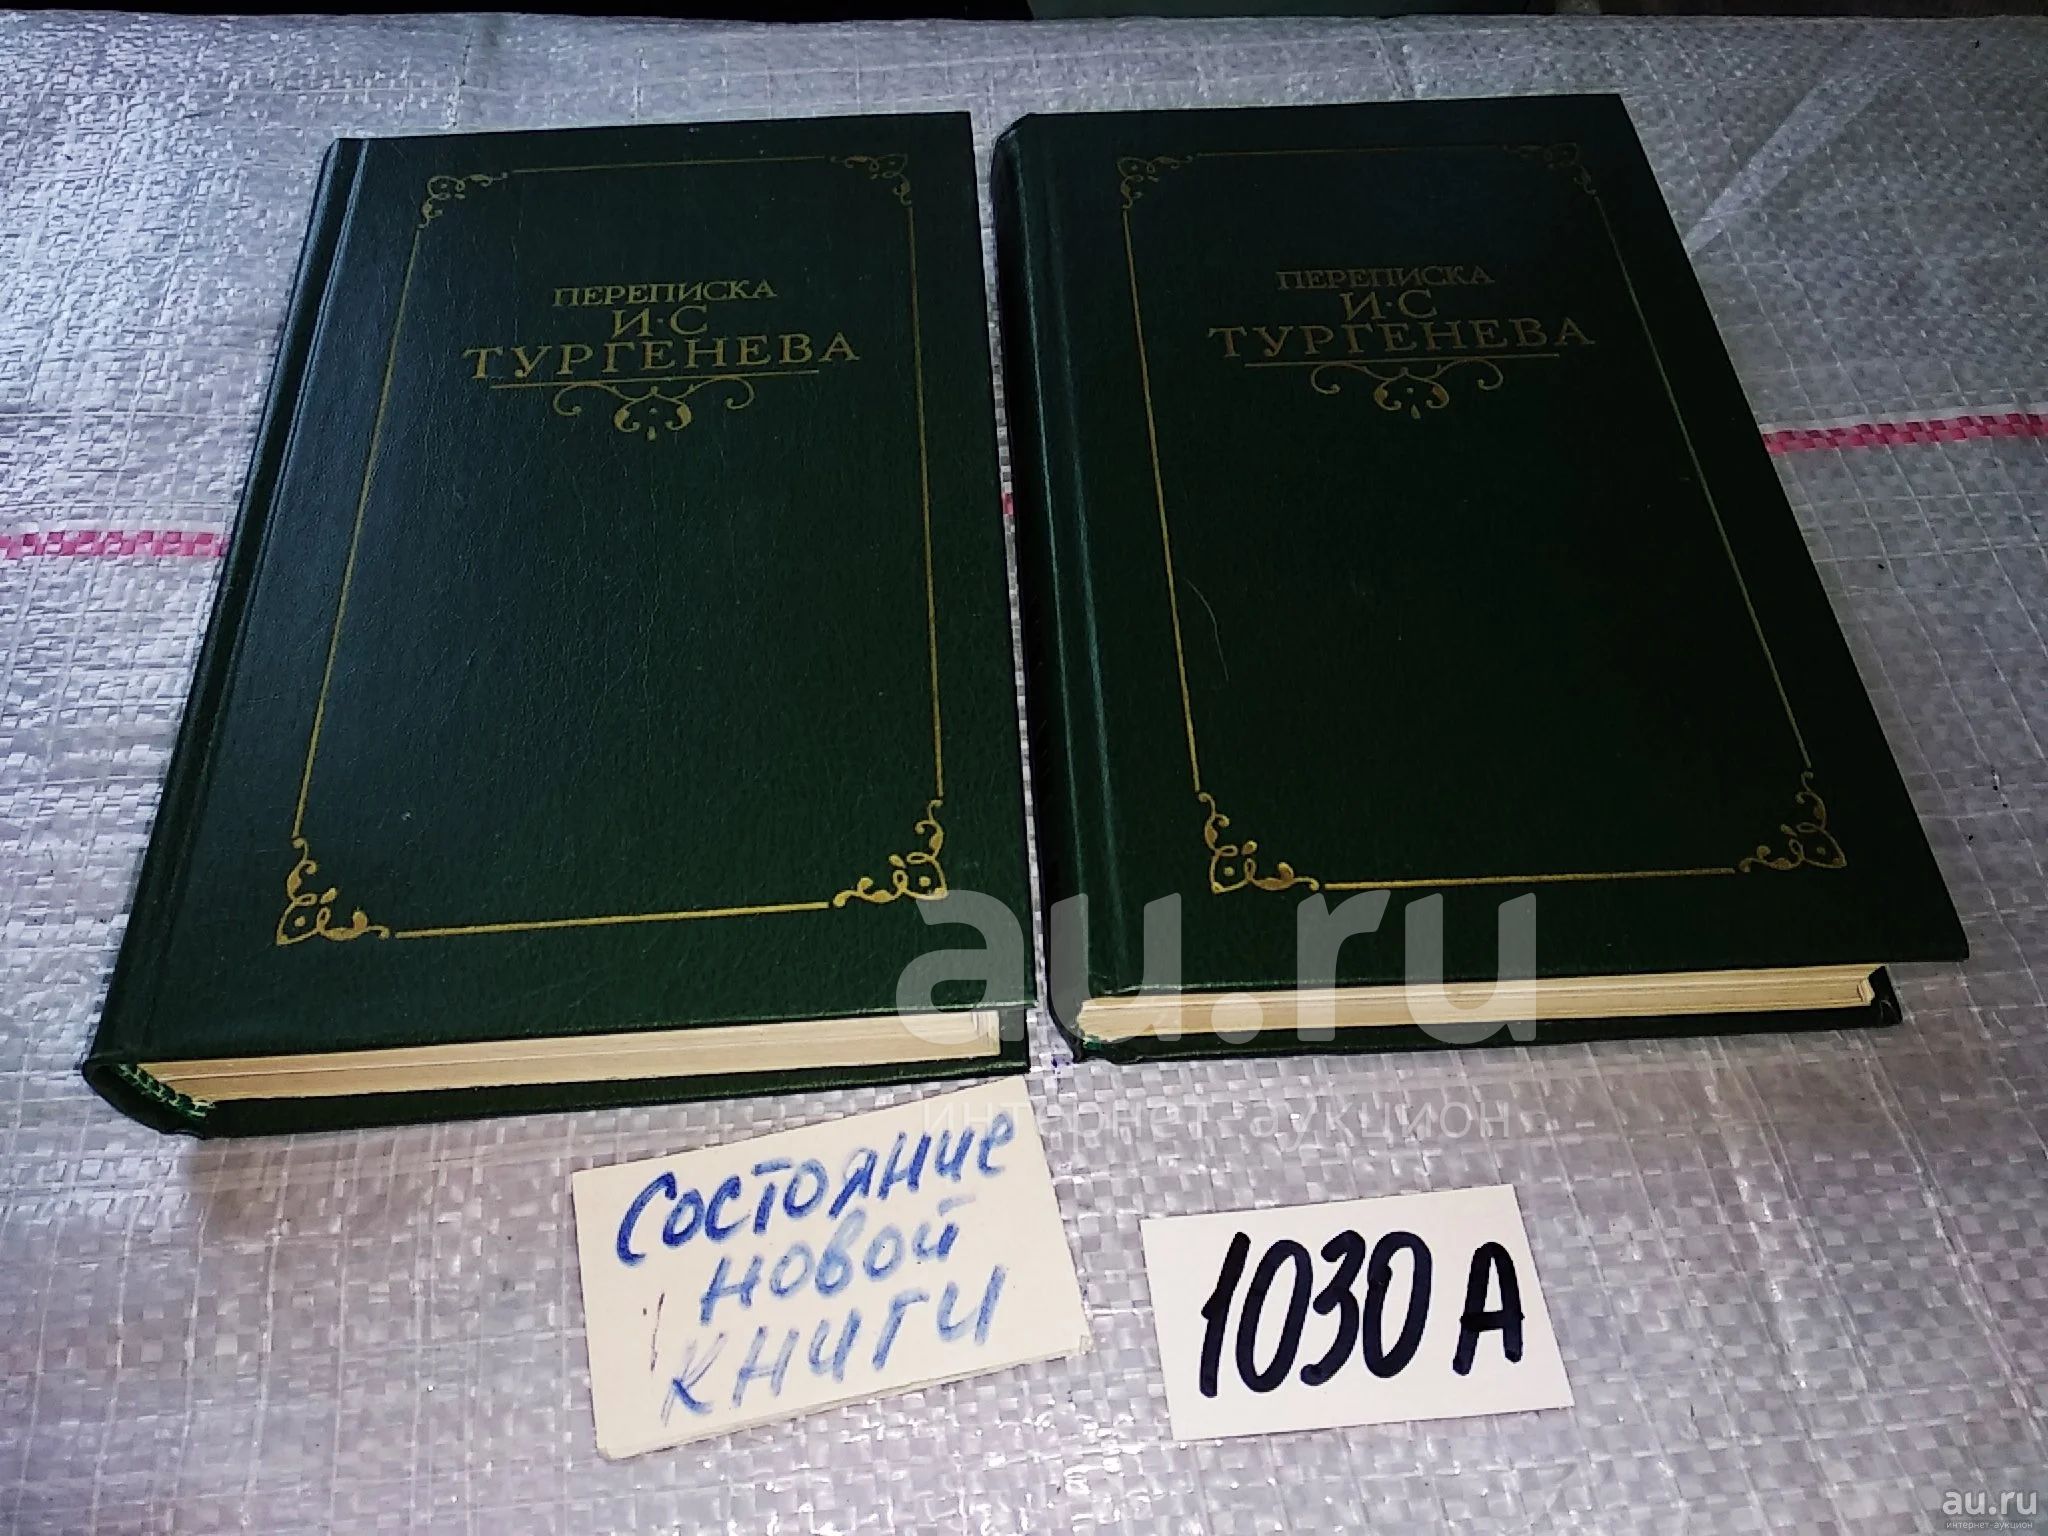 ПЕРЕПИСКА
И·С
ТУРГЕНЕВА
ПЕРЕПИСКА
И·С
ТУРГЕНЕВА
au.ru
интернет-аукцион
Состояние
новой
книги
1030 А
au.ru
интернет-аукцион